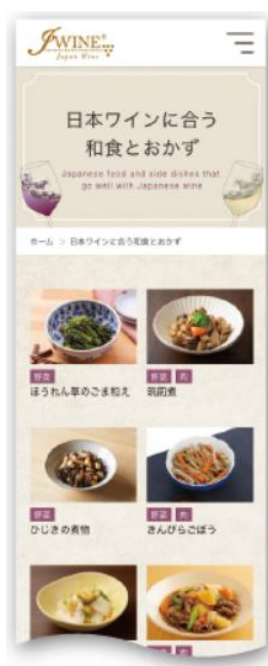 JWINE®
Japan Wine
日本ワインに合う
和食とおかず
Japanese food and side dishes that
go well with Japanese wine
ホーム > 日本ワインに合う和食とおかず
野菜
ほうれん草のごま和え
野菜 肉
筑前煮
野菜
ひじきの煮物
野菜 肉
きんぴらごぼう
野菜 肉